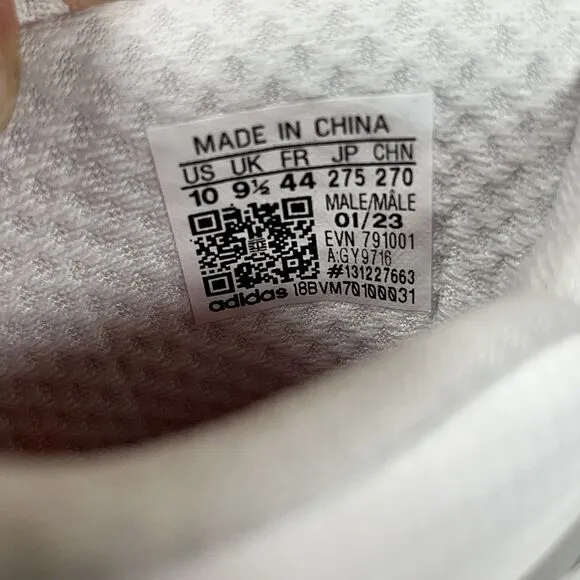 MADE IN CHINA
US UK FR JP CHN
10 9½ 44 275 270
MALE/MÂLE
01/23
EVN 791001
A:GY9716
#131227663
adidas I8BVM70100031